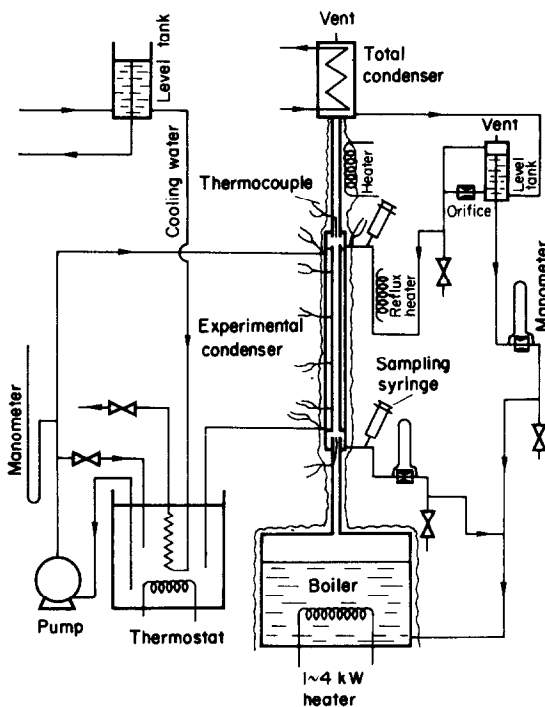 Vent
Total
condenser
Level tank
Cooling water
Thermocouple
Heater
Vent
Level tank
Orifice
Manometer
Reflux
heater
Experimental
condenser
Sampling
syringe
Manometer
Pump
Thermostat
Boiler
1~4 kW
heater